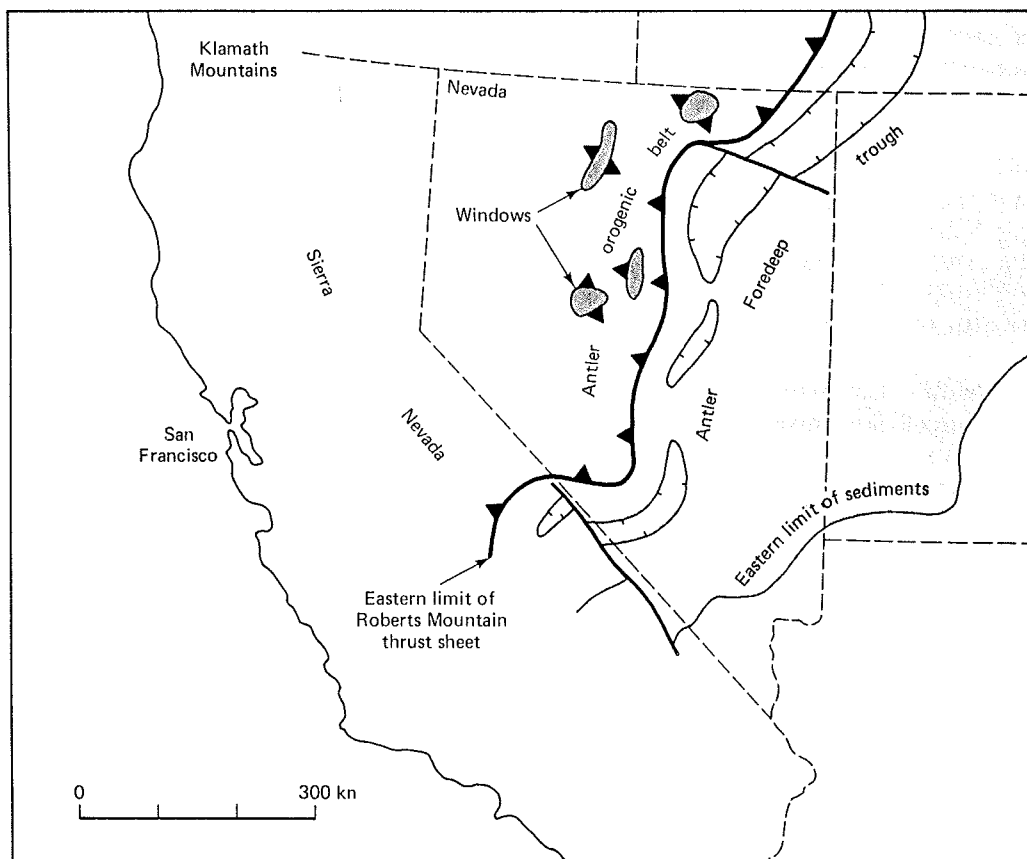 Klamath
Mountains
Nevada
belt
trough
Windows
orogenic
Sierra
Foredeep
Antler
Antler
Nevada
San
Francisco
Eastern limit of sediments
Eastern limit of
Roberts Mountain
thrust sheet
0 300 kn